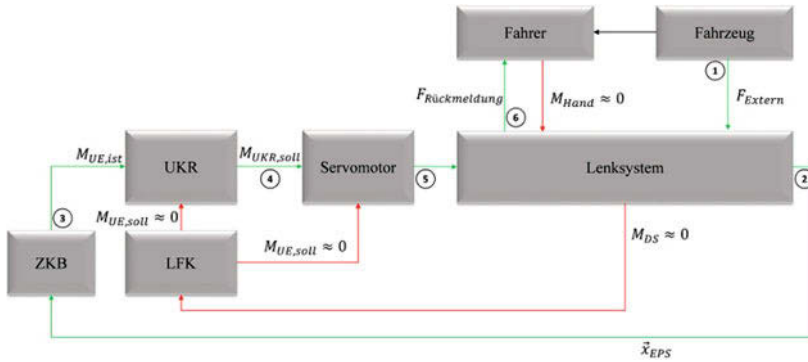 Fahrer
Fahrzeug
1
F_Rückmeldung
6
M_Hand ≈ 0
F_Extern
M_UE,ist
UKR
M_UKR,soll
4
Servomotor
5
Lenksystem
2
3
M_UE,soll ≈ 0
ZKB
LFK
M_UE,soll ≈ 0
M_DS ≈ 0
x⃗_EPS